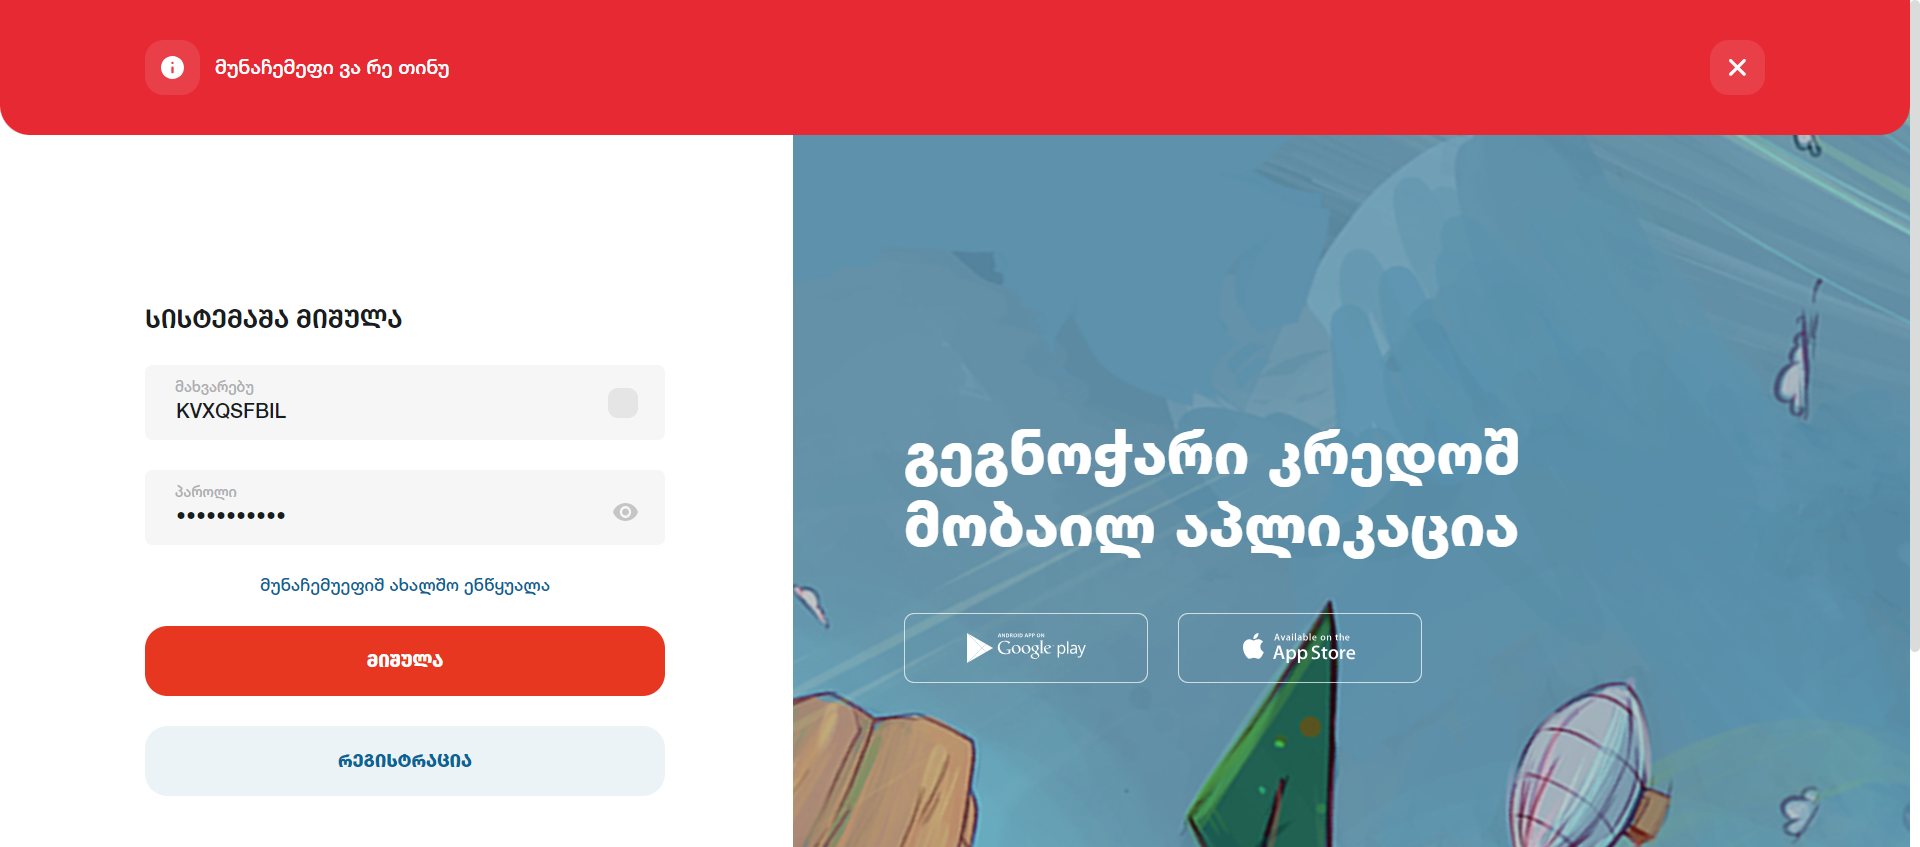 მუნაჩემეფი ვა რე თინუ
სისტემაშა მიშულა
მახვარებუ
KVXQSFBIL
პაროლი
•••••••••••
მუნაჩემუეფიშ ახალშო ენწყუალა
მიშულა
რეგისტრაცია
გეგნოჭარი კრედოშ
მობაილ აპლიკაცია
ANDROID APP ON
Google play
Available on the
App Store